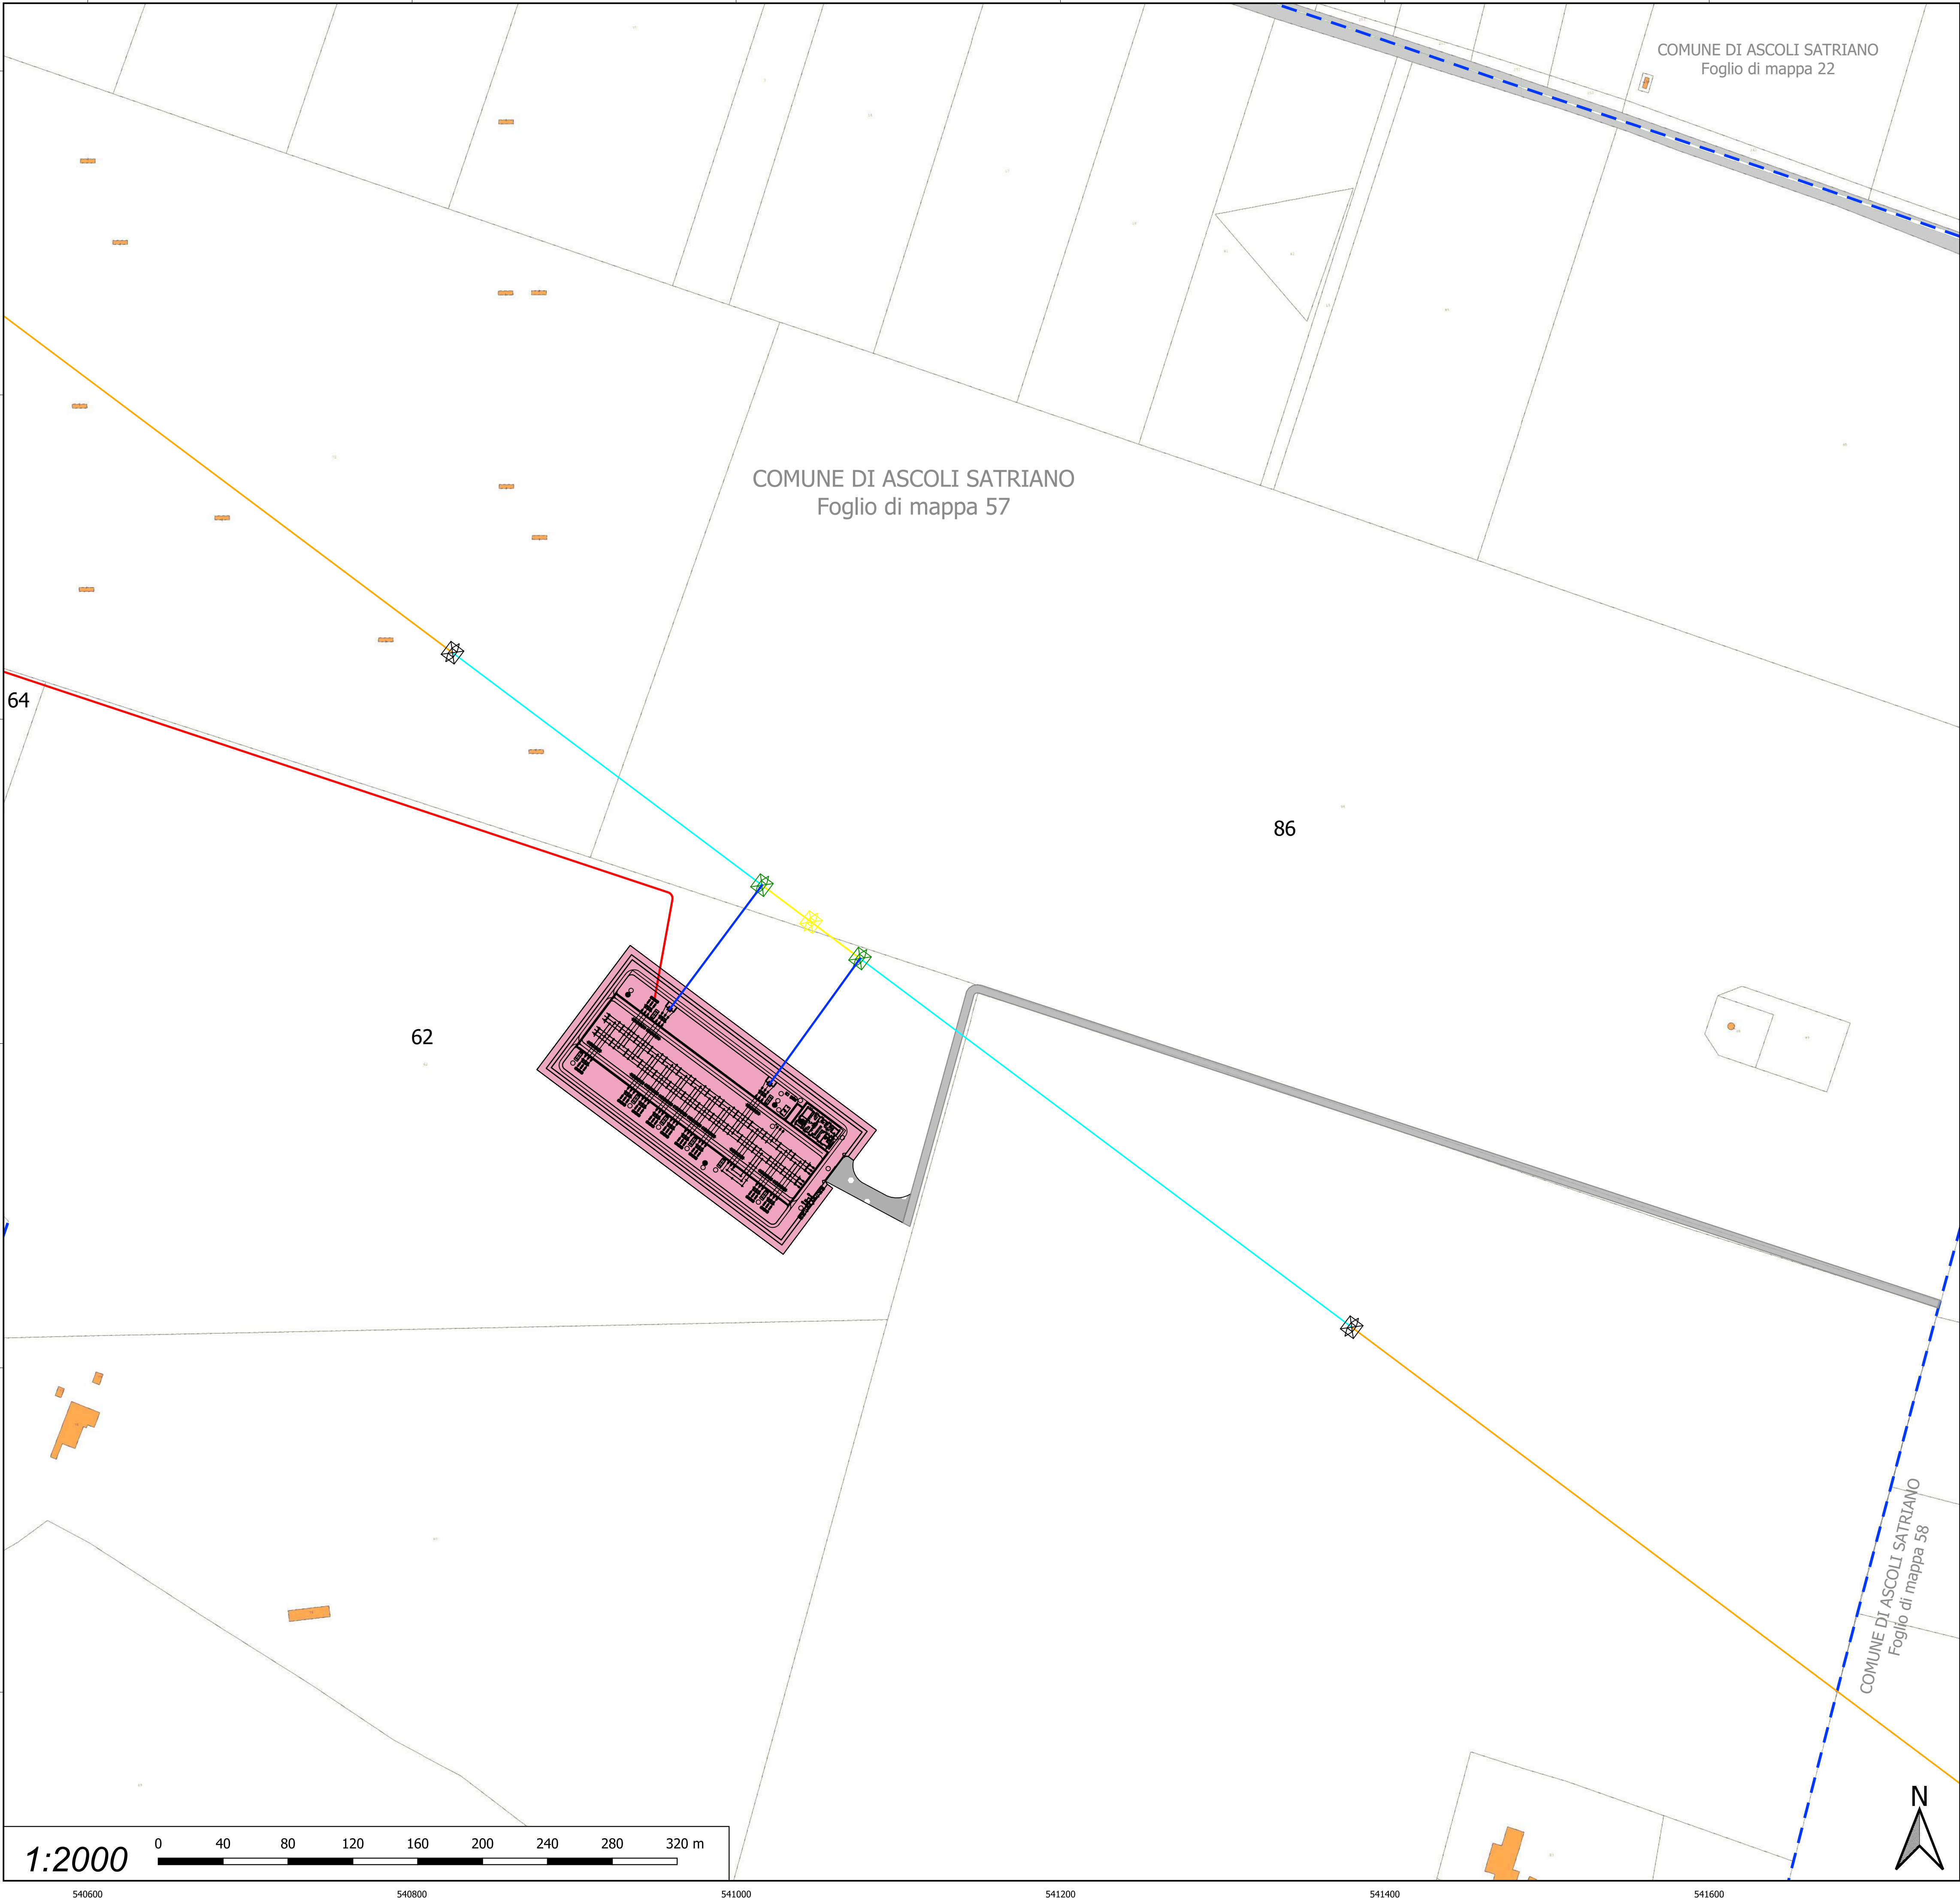 COMUNE DI ASCOLI SATRIANO
Foglio di mappa 22
COMUNE DI ASCOLI SATRIANO
Foglio di mappa 57
64
86
62
COMUNE DI ASCOLI SATRIANO
Foglio di mappa 58
N
1:2000
0 40 80 120 160 200 240 280 320 m
540600 540800 541000 541200 541400 541600